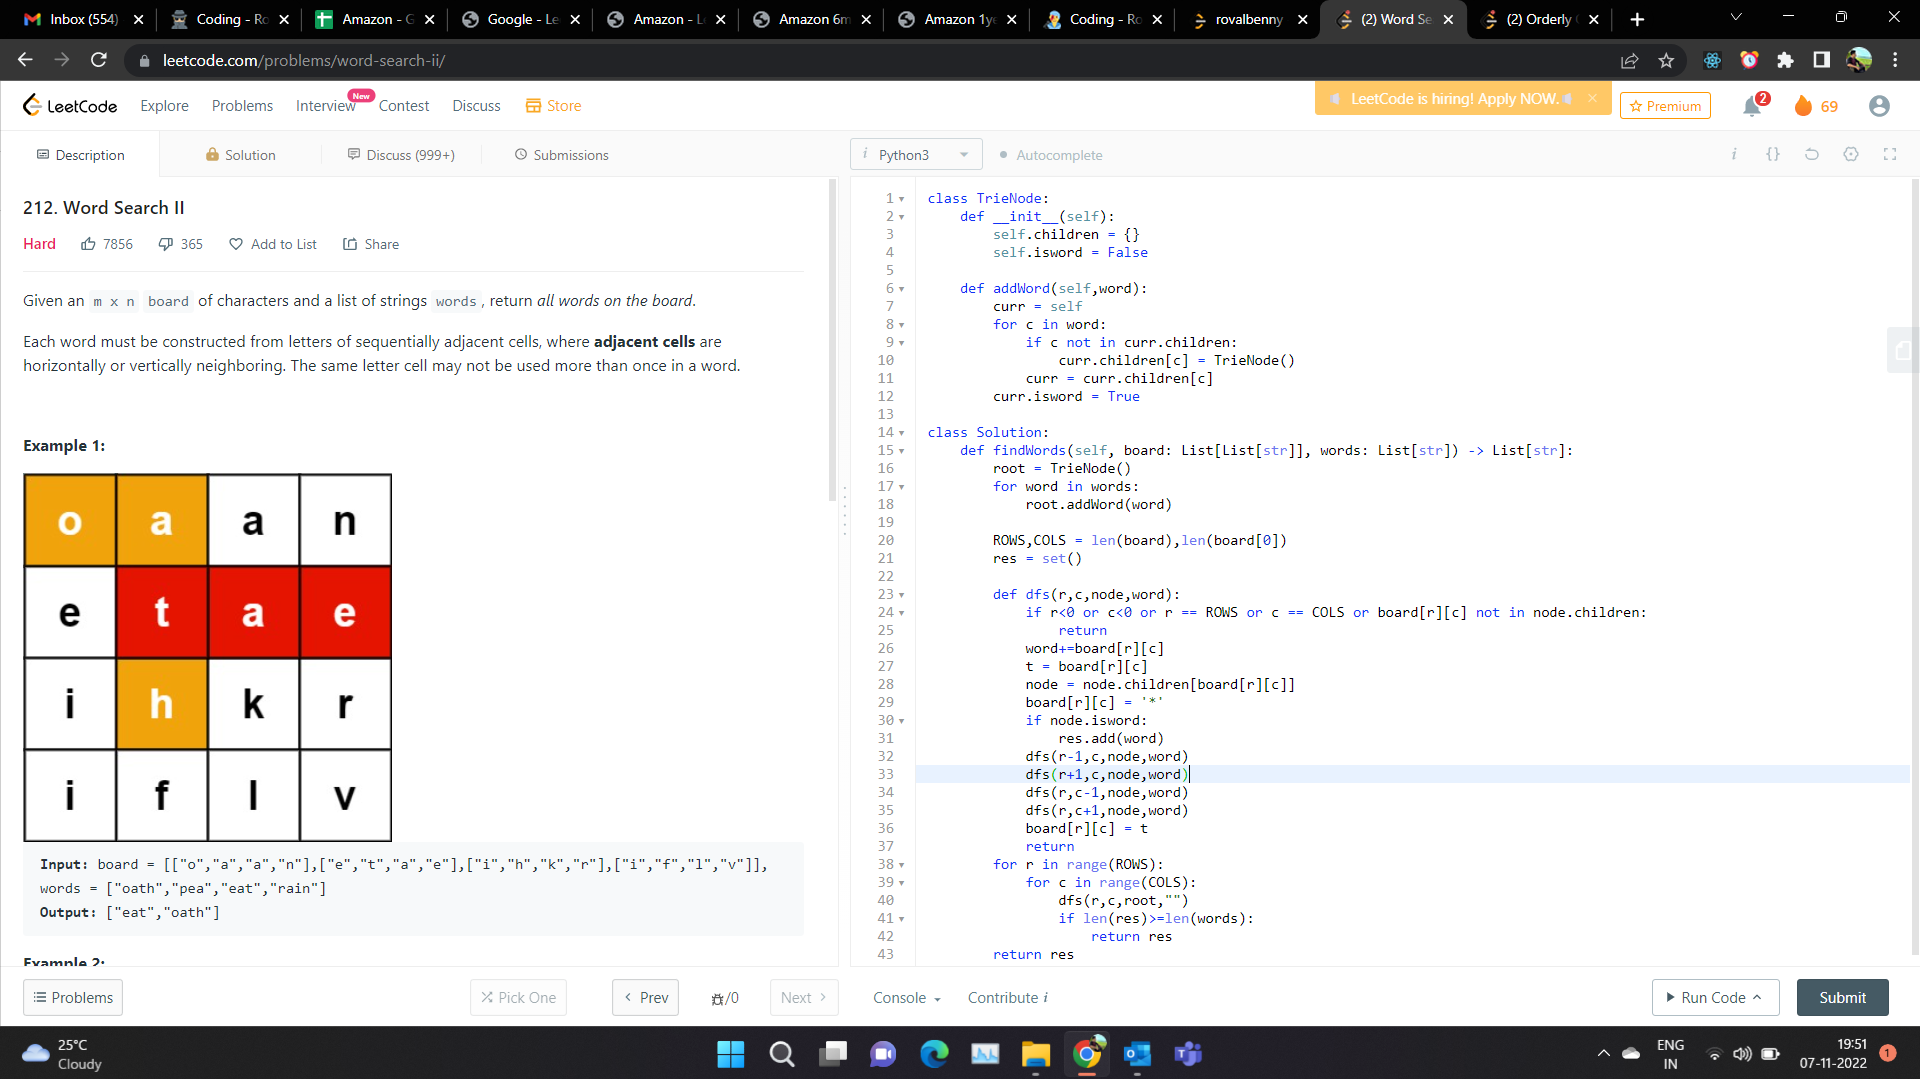 Inbox (554)
Coding - Ro
Amazon - G
Google - Le
Amazon - L
Amazon 6m
Amazon 1ye
Coding - Ro
rovalbenny
(2) Word Se
(2) Orderly
leetcode.com/problems/word-search-ii/
LeetCode
Explore
Problems
Interview
New
Contest
Discuss
Store
LeetCode is hiring! Apply NOW.
Premium
2
69
Description
Solution
Discuss (999+)
Submissions
i Python3
Autocomplete
212. Word Search II
Hard
7856
365
Add to List
Share
Given an m x n board of characters and a list of strings words, return all words on the board.
Each word must be constructed from letters of sequentially adjacent cells, where adjacent cells are
horizontally or vertically neighboring. The same letter cell may not be used more than once in a word.
Example 1:
o a a n
e t a e
i h k r
i f l v
Input: board = [["o","a","a","n"],["e","t","a","e"],["i","h","k","r"],["i","f","l","v"]],
words = ["oath","pea","eat","rain"]
Output: ["eat","oath"]
Example 2:
1 class TrieNode:
2 def __init__(self):
3 self.children = {}
4 self.isword = False
5
6 def addWord(self,word):
7 curr = self
8 for c in word:
9 if c not in curr.children:
10 curr.children[c] = TrieNode()
11 curr = curr.children[c]
12 curr.isword = True
13
14 class Solution:
15 def findWords(self, board: List[List[str]], words: List[str]) -> List[str]:
16 root = TrieNode()
17 for word in words:
18 root.addWord(word)
19
20 ROWS,COLS = len(board),len(board[0])
21 res = set()
22
23 def dfs(r,c,node,word):
24 if r<0 or c<0 or r == ROWS or c == COLS or board[r][c] not in node.children:
25 return
26 word+=board[r][c]
27 t = board[r][c]
28 node = node.children[board[r][c]]
29 board[r][c] = '*'
30 if node.isword:
31 res.add(word)
32 dfs(r-1,c,node,word)
33 dfs(r+1,c,node,word)
34 dfs(r,c-1,node,word)
35 dfs(r,c+1,node,word)
36 board[r][c] = t
37 return
38 for r in range(ROWS):
39 for c in range(COLS):
40 dfs(r,c,root,"")
41 if len(res)>=len(words):
42 return res
43 return res
Problems
Pick One
Prev
/0
Next
Console
Contribute i
Run Code
Submit
25°C
Cloudy
ENG
IN
19:51
07-11-2022
1